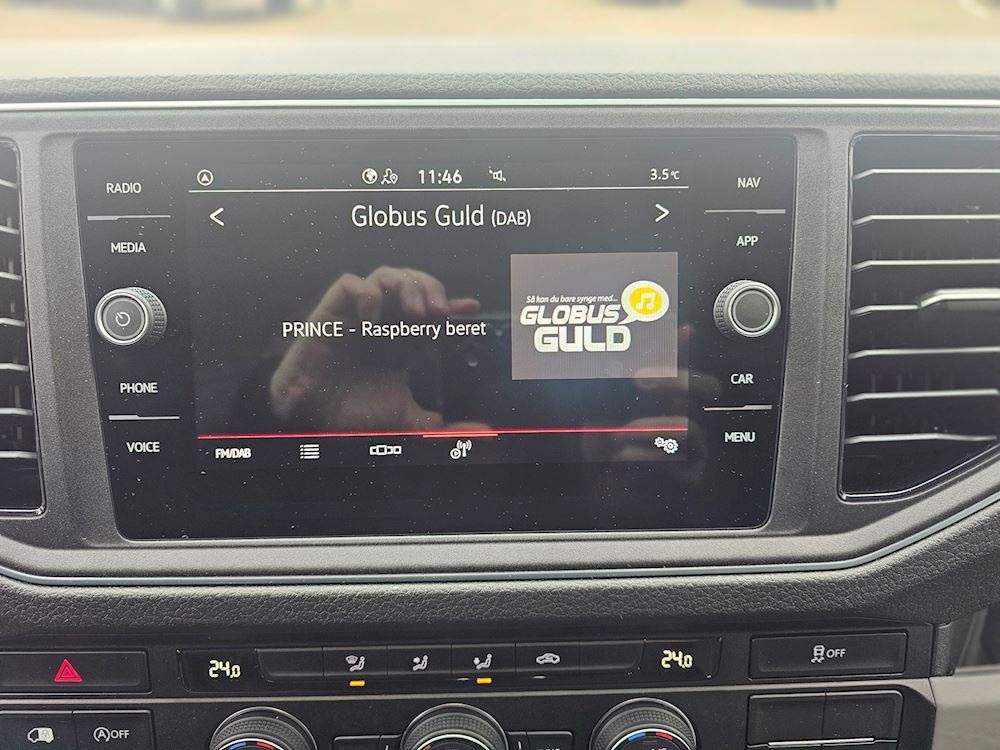 RADIO
MEDIA
PHONE
VOICE
11:46
3.5°C
Globus Guld (DAB)
PRINCE - Raspberry beret
Så kan du bare synge med...
GLOBUS
GULD
FM/DAB
NAV
APP
CAR
MENU
24.0
24.0
OFF
OFF